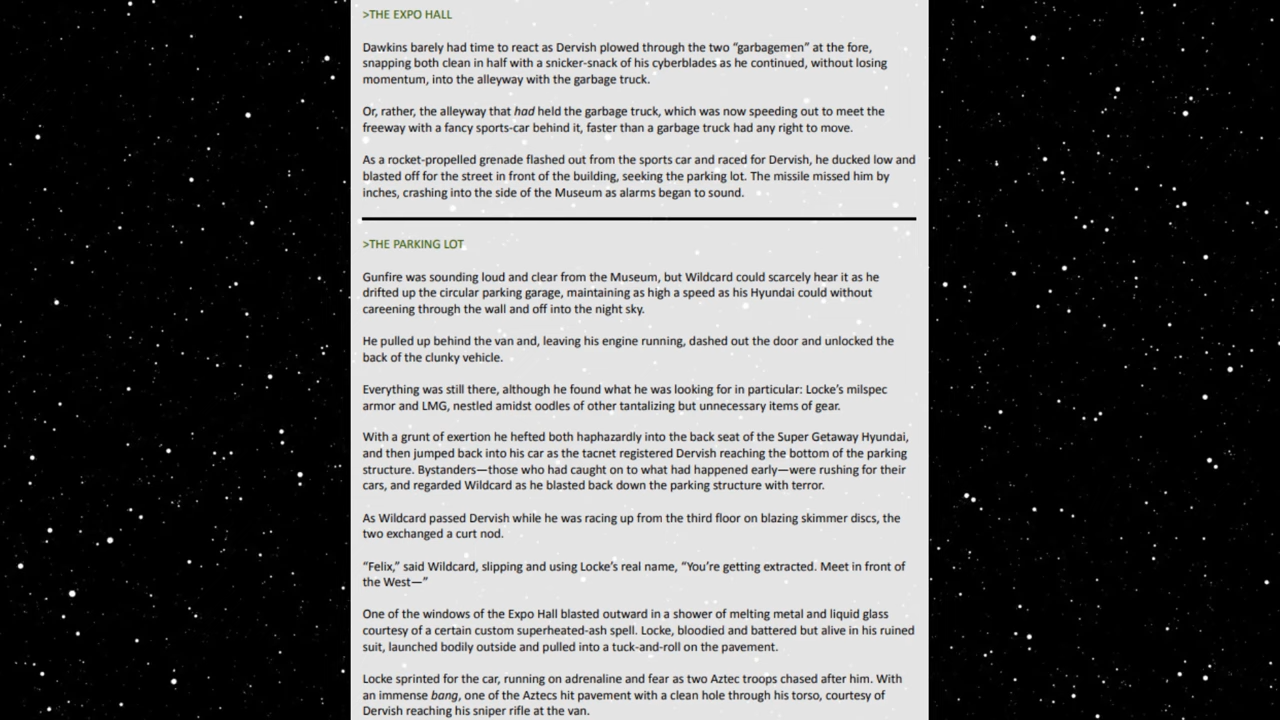 >THE EXPO HALL
Dawkins barely had time to react as Dervish plowed through the two “garbagemen” at the fore,
snapping both clean in half with a snicker-snack of his cyberblades as he continued, without losing
momentum, into the alleyway with the garbage truck.
Or, rather, the alleyway that had held the garbage truck, which was now speeding out to meet the
freeway with a fancy sports-car behind it, faster than a garbage truck had any right to move.
As a rocket-propelled grenade flashed out from the sports car and raced for Dervish, he ducked low and
blasted off for the street in front of the building, seeking the parking lot. The missile missed him by
inches, crashing into the side of the Museum as alarms began to sound.
>THE PARKING LOT
Gunfire was sounding loud and clear from the Museum, but Wildcard could scarcely hear it as he
drifted up the circular parking garage, maintaining as high a speed as his Hyundai could without
careening through the wall and off into the night sky.
He pulled up behind the van and, leaving his engine running, dashed out the door and unlocked the
back of the clunky vehicle.
Everything was still there, although he found what he was looking for in particular: Locke’s milspec
armor and LMG, nestled amidst oodles of other tantalizing but unnecessary items of gear.
With a grunt of exertion he hefted both haphazardly into the back seat of the Super Getaway Hyundai,
and then jumped back into his car as the tacnet registered Dervish reaching the bottom of the parking
structure. Bystanders—those who had caught on to what had happened early—were rushing for their
cars, and regarded Wildcard as he blasted back down the parking structure with terror.
As Wildcard passed Dervish while he was racing up from the third floor on blazing skimmer discs, the
two exchanged a curt nod.
“Felix,” said Wildcard, slipping and using Locke’s real name, “You’re getting extracted. Meet in front of
the West—”
One of the windows of the Expo Hall blasted outward in a shower of melting metal and liquid glass
courtesy of a certain custom superheated-ash spell. Locke, bloodied and battered but alive in his ruined
suit, launched bodily outside and pulled into a tuck-and-roll on the pavement.
Locke sprinted for the car, running on adrenaline and fear as two Aztec troops chased after him. With
an immense bang, one of the Aztecs hit pavement with a clean hole through his torso, courtesy of
Dervish reaching his sniper rifle at the van.